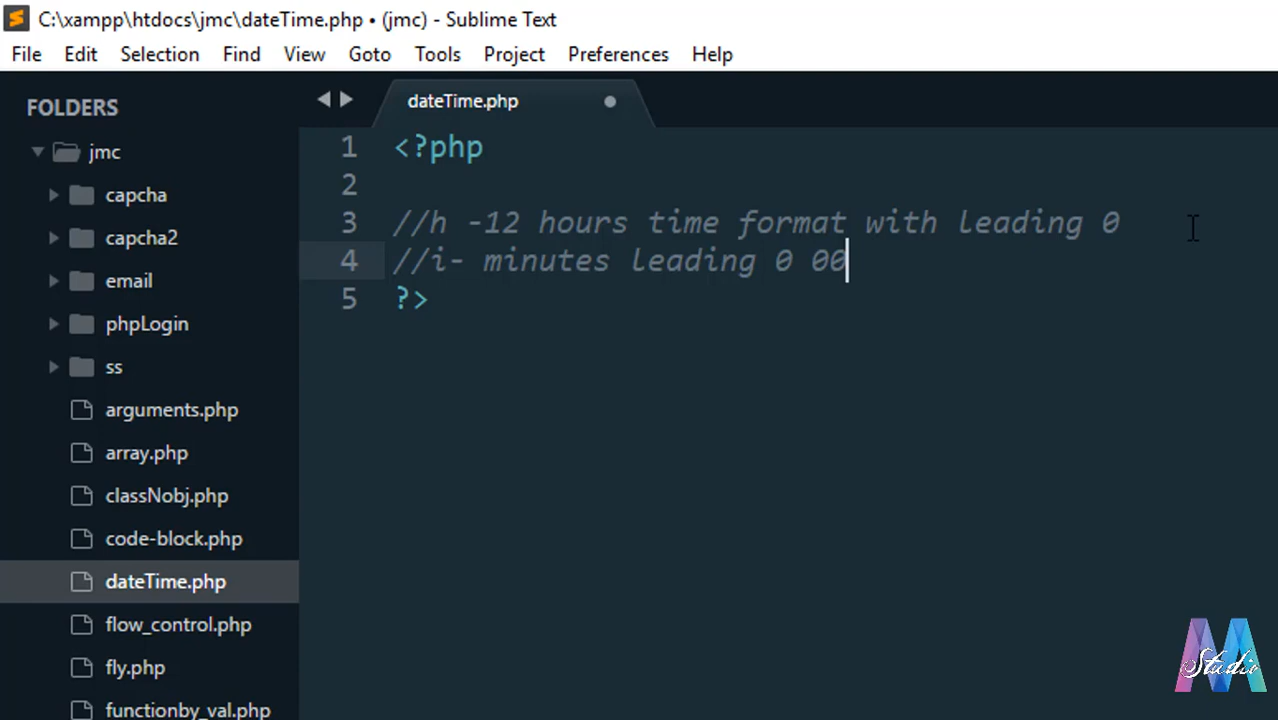 C:\xampp\htdocs\jmc\dateTime.php • (jmc) - Sublime Text
File Edit Selection Find View Goto Tools Project Preferences Help
FOLDERS
jmc
capcha
capcha2
email
phpLogin
ss
arguments.php
array.php
classNobj.php
code-block.php
dateTime.php
flow_control.php
fly.php
functionby_val.php
dateTime.php
1 <?php
2
3 //h -12 hours time format with leading 0
4 //i- minutes leading 0 00
5 ?>
M
Studio